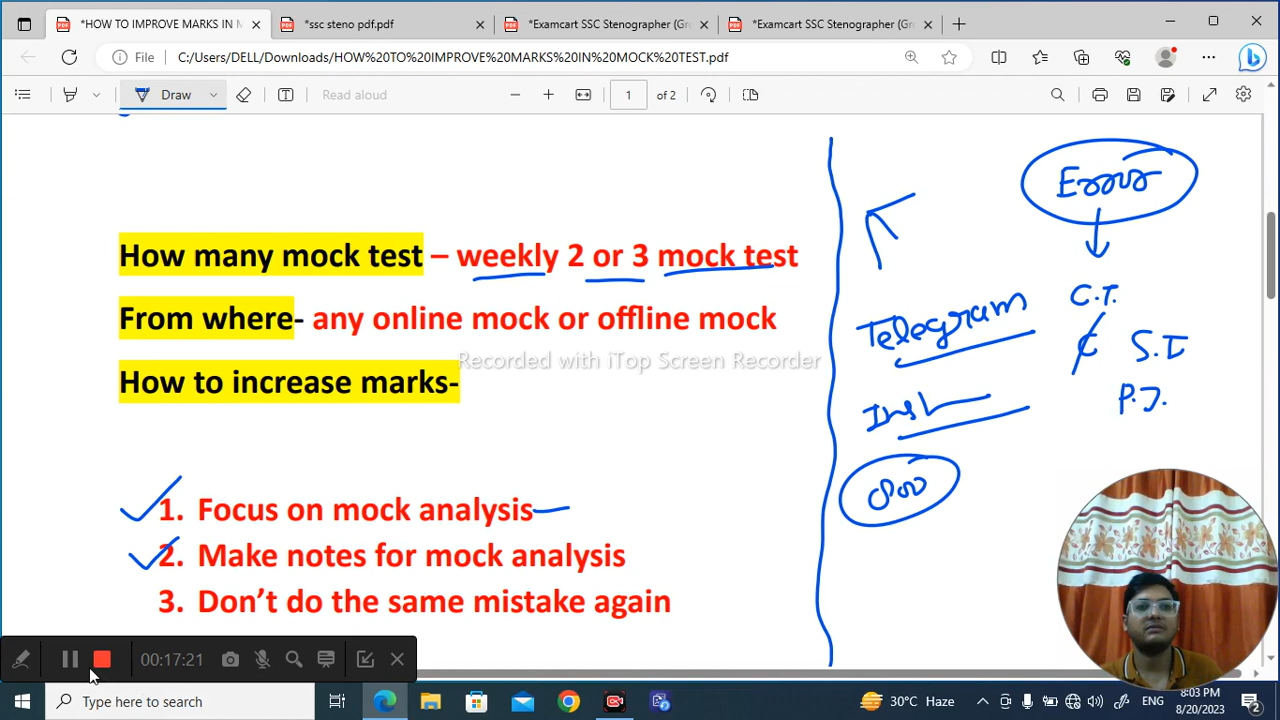 *HOW TO IMPROVE MARKS IN M
*ssc steno pdf.pdf
*Examcart SSC Stenographer (Gr
*Examcart SSC Stenographer (Gr
File
C:/Users/DELL/Downloads/HOW%20TO%20IMPROVE%20MARKS%20IN%20MOCK%20TEST.pdf
Draw
Read aloud
1 of 2
Error
How many mock test – weekly 2 or 3 mock test
C.T.
From where- any online mock or offline mock
Telegram
S.I
Recorded with iTop Screen Recorder
How to increase marks-
1. Focus on mock analysis
2. Make notes for mock analysis
3. Don't do the same mistake again
00:17:21
Type here to search
30°C Haze
8:03 PM
8/20/2023
2